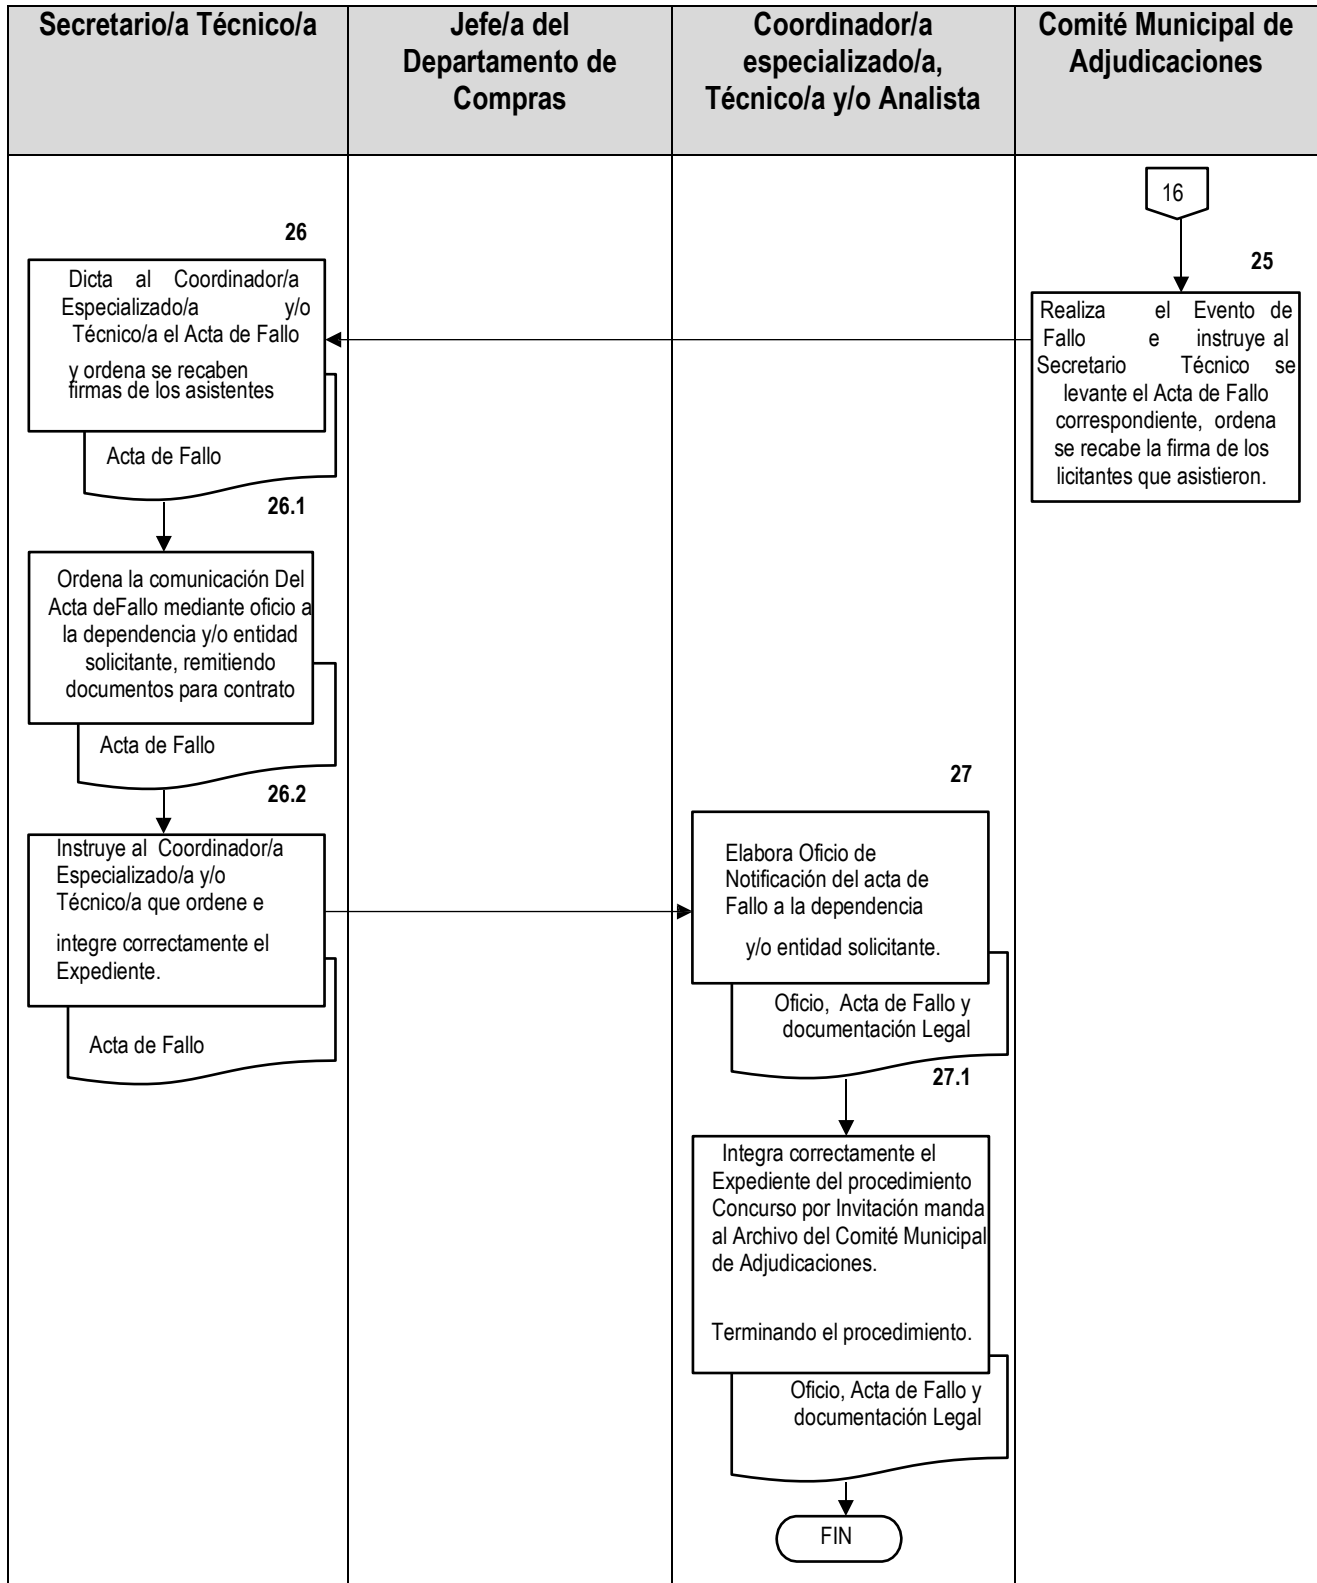 Secretario/a Técnico/a
Jefe/a del
Departamento de
Compras
Coordinador/a
especializado/a,
Técnico/a y/o Analista
Comité Municipal de
Adjudicaciones
16
25
Realiza el Evento de
Fallo e instruye al
Secretario Técnico se
levante el Acta de Fallo
correspondiente, ordena
se recabe la firma de los
licitantes que asistieron.
26
Dicta al Coordinador/a
Especializado/a y/o
Técnico/a el Acta de Fallo
y ordena se recaben
firmas de los asistentes
Acta de Fallo
26.1
Ordena la comunicación Del
Acta deFallo mediante oficio a
la dependencia y/o entidad
solicitante, remitiendo
documentos para contrato
Acta de Fallo
26.2
Instruye al Coordinador/a
Especializado/a y/o
Técnico/a que ordene e
integre correctamente el
Expediente.
Acta de Fallo
27
Elabora Oficio de
Notificación del acta de
Fallo a la dependencia
y/o entidad solicitante.
Oficio, Acta de Fallo y
documentación Legal
27.1
Integra correctamente el
Expediente del procedimiento
Concurso por Invitación manda
al Archivo del Comité Municipal
de Adjudicaciones.
Terminando el procedimiento.
Oficio, Acta de Fallo y
documentación Legal
FIN